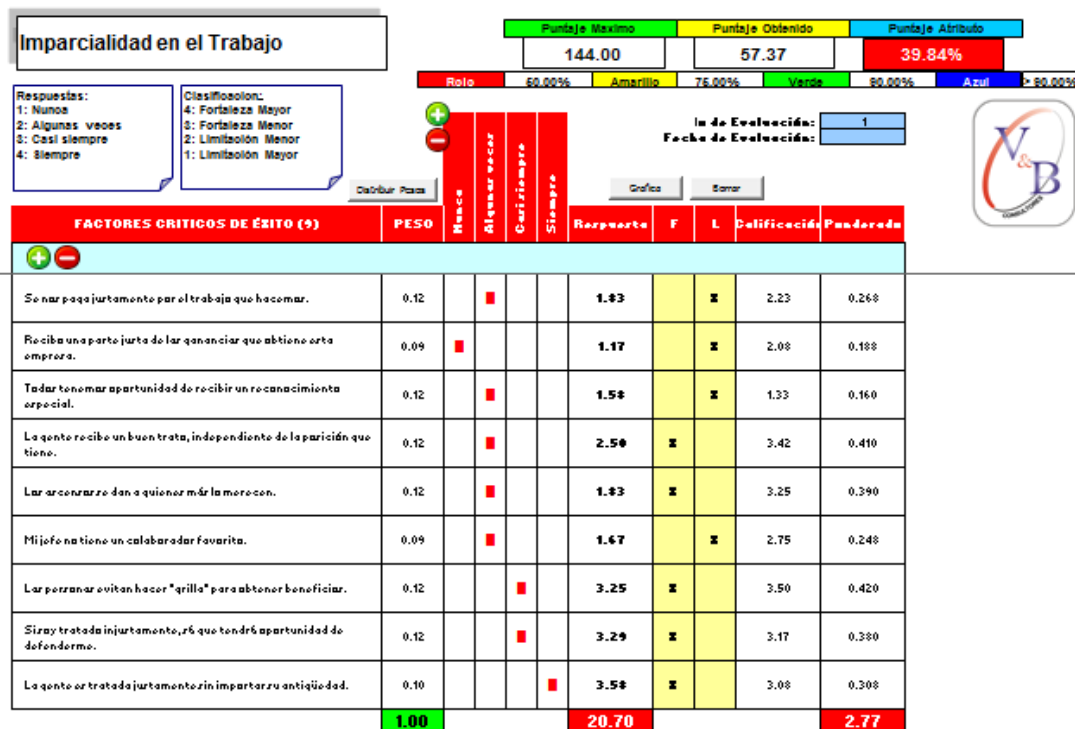 Imparcialidad en el Trabajo
Puntaje Maximo Puntaje Obtenido Puntaje Atributo
144.00 57.37 39.84%
Rojo 60.00% Amarillo 75.00% Verde 90.00% Azul > 90.00%
Respuestas:
1: Nunca
2: Algunas veces
3: Casi siempre
4: Siempre
Clasificacion:
4: Fortaleza Mayor
3: Fortaleza Menor
2: Limitación Menor
1: Limitación Mayor
No de Evaluación: 1
Fecha de Evaluación:
Distribuir Pesos
Grafica
Borrar
V&B
CONSULTORES
FACTORES CRITICOS DE ÉXITO (9) PESO Nunca Algunas veces Casi siempre Siempre Respuesta F L Calificación Ponderado
Se nos paga justamente por el trabajo que hacemos. 0.12 1.83 X 2.23 0.268
Recibo una parte justa de las ganancias que obtiene esta
empresa. 0.09 1.17 X 2.08 0.188
Todos tenemos oportunidad de recibir un reconocimiento
especial. 0.12 1.58 X 1.33 0.160
La gente recibe un buen trato, independiente de la posición que
tiene. 0.12 2.50 X 3.42 0.410
Los ascensos se dan a quienes más lo merecen. 0.12 1.83 X 3.25 0.390
Mi jefe no tiene un colaborador favorito. 0.09 1.67 X 2.75 0.248
Las personas evitan hacer "grilla" para obtener beneficios. 0.12 3.25 X 3.50 0.420
Si soy tratado injustamente, sé que tendré oportunidad de
defenderme. 0.12 3.29 X 3.17 0.380
La gente es tratada justamente sin importar su antigüedad. 0.10 3.58 X 3.08 0.308
1.00 20.70 2.77